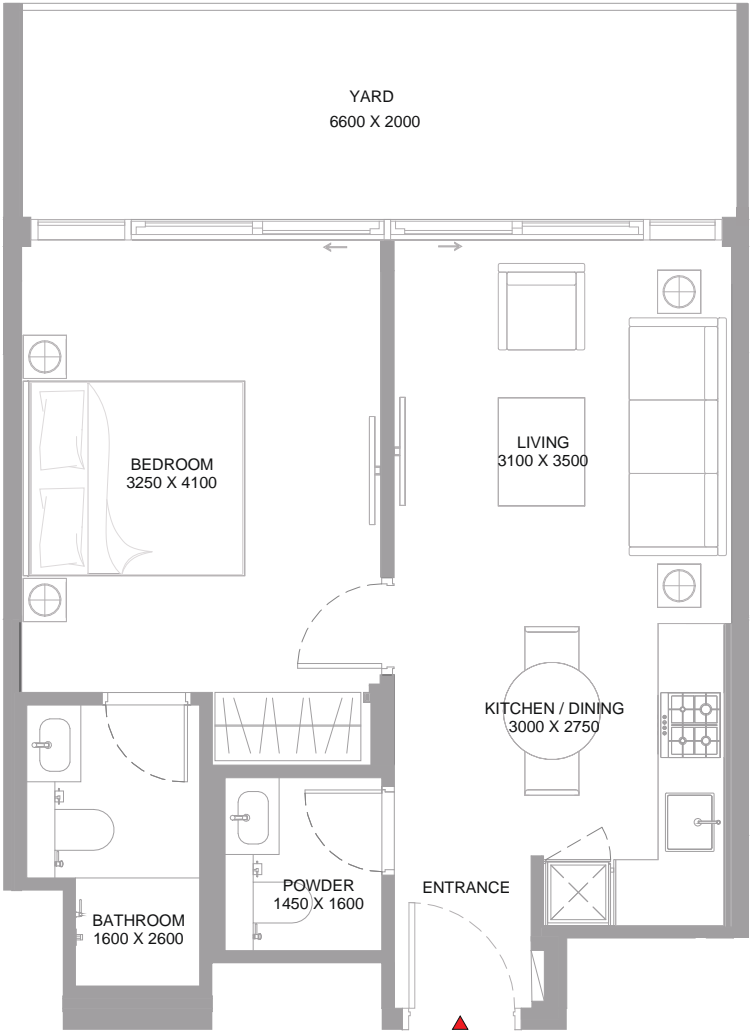 YARD
6600 X 2000
BEDROOM
3250 X 4100
LIVING
3100 X 3500
KITCHEN / DINING
3000 X 2750
POWDER
1450 X 1600
ENTRANCE
BATHROOM
1600 X 2600